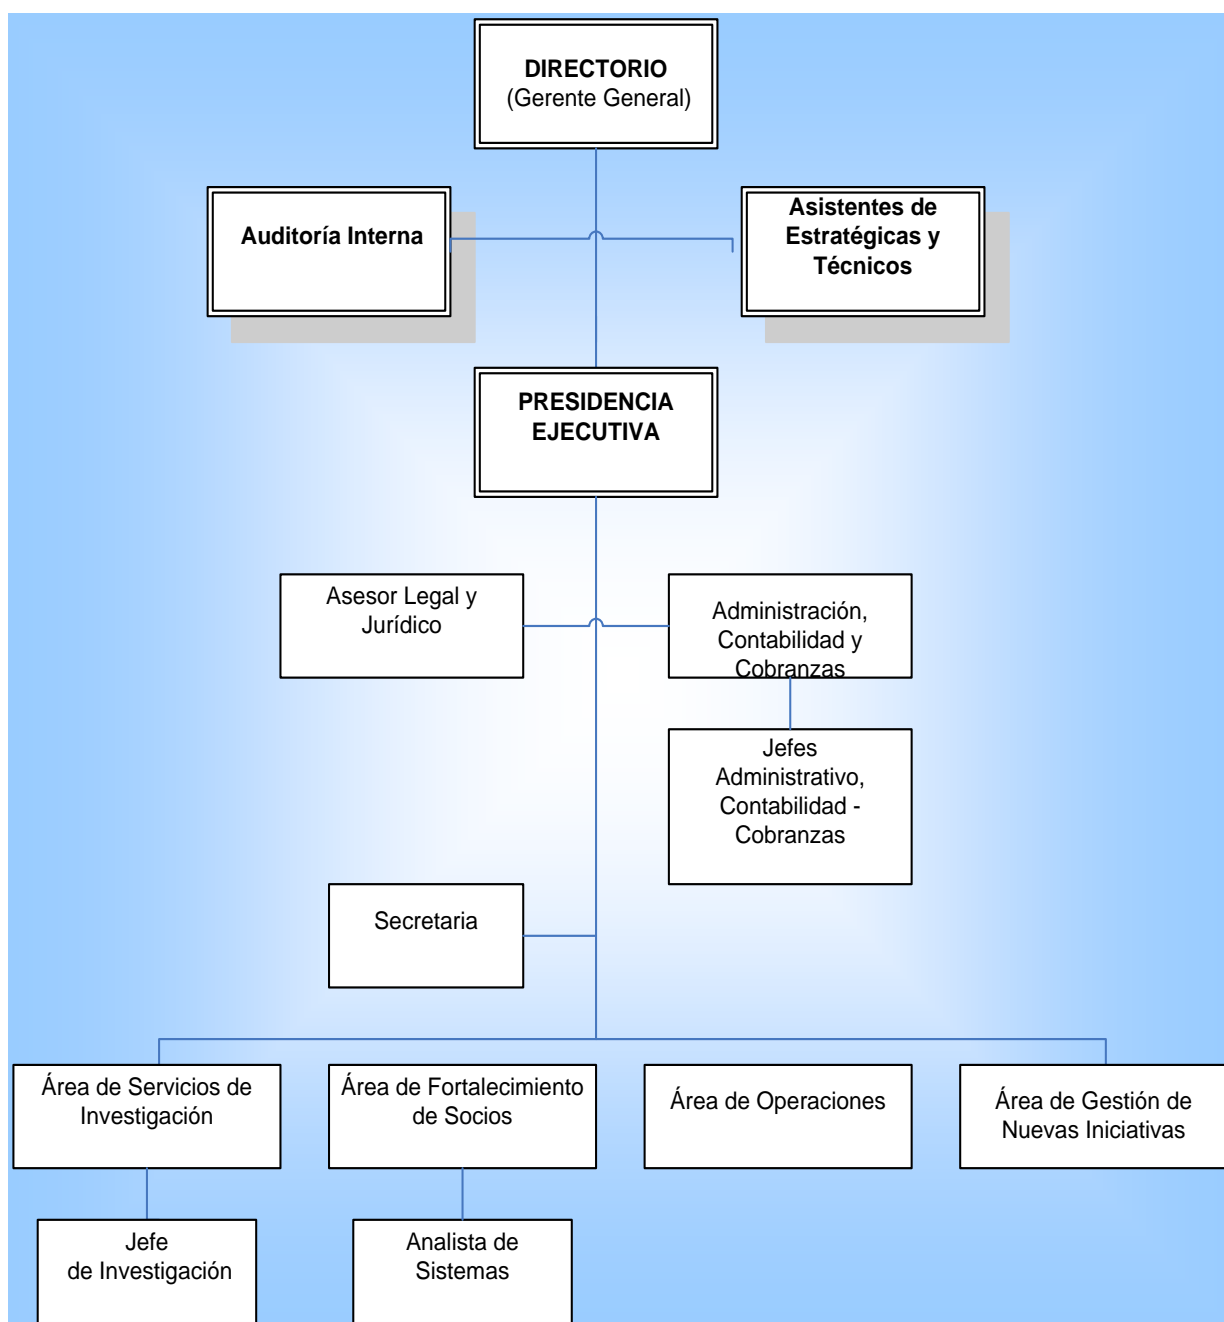 DIRECTORIO
(Gerente General)
Auditoría Interna
Asistentes de
Estratégicas y
Técnicos
PRESIDENCIA
EJECUTIVA
Asesor Legal y
Jurídico
Administración,
Contabilidad y
Cobranzas
Jefes
Administrativo,
Contabilidad -
Cobranzas
Secretaria
Área de Servicios de
Investigación
Área de Fortalecimiento
de Socios
Área de Operaciones
Área de Gestión de
Nuevas Iniciativas
Jefe
de Investigación
Analista de
Sistemas